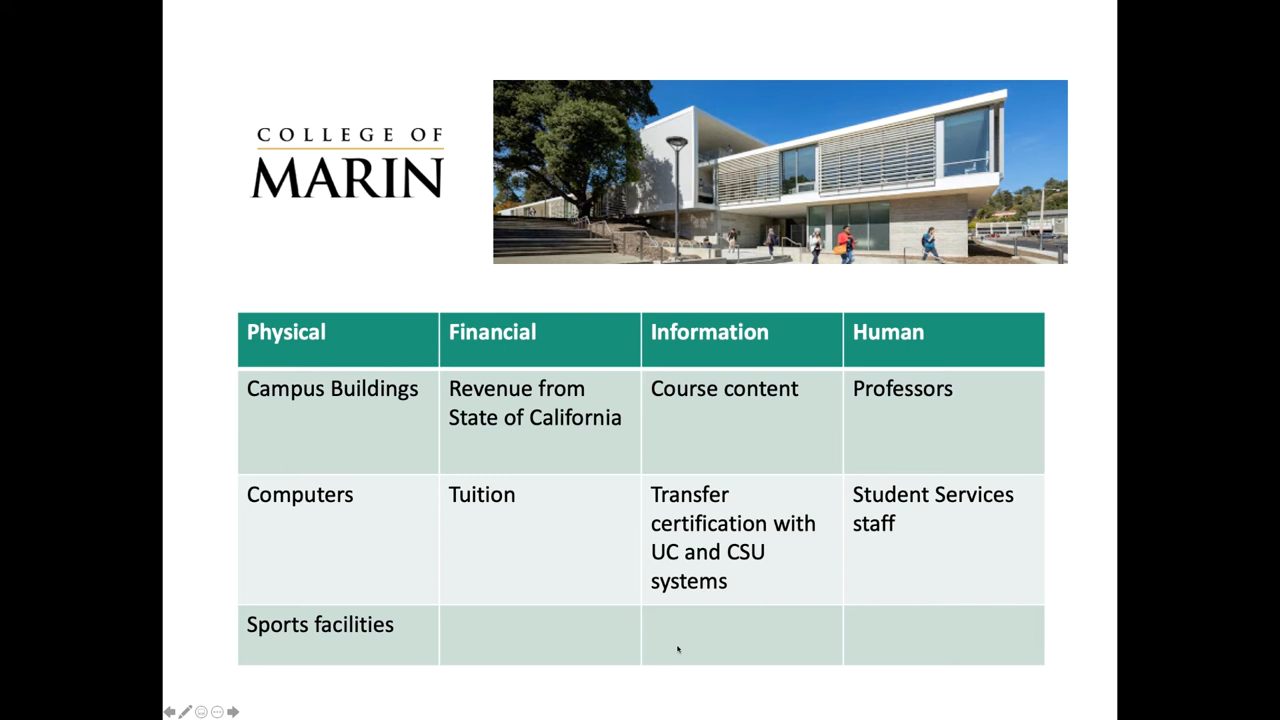 COLLEGE OF
MARIN
Physical
Financial
Information
Human
Campus Buildings
Revenue from
State of California
Course content
Professors
Computers
Tuition
Transfer
certification with
UC and CSU
systems
Student Services
staff
Sports facilities